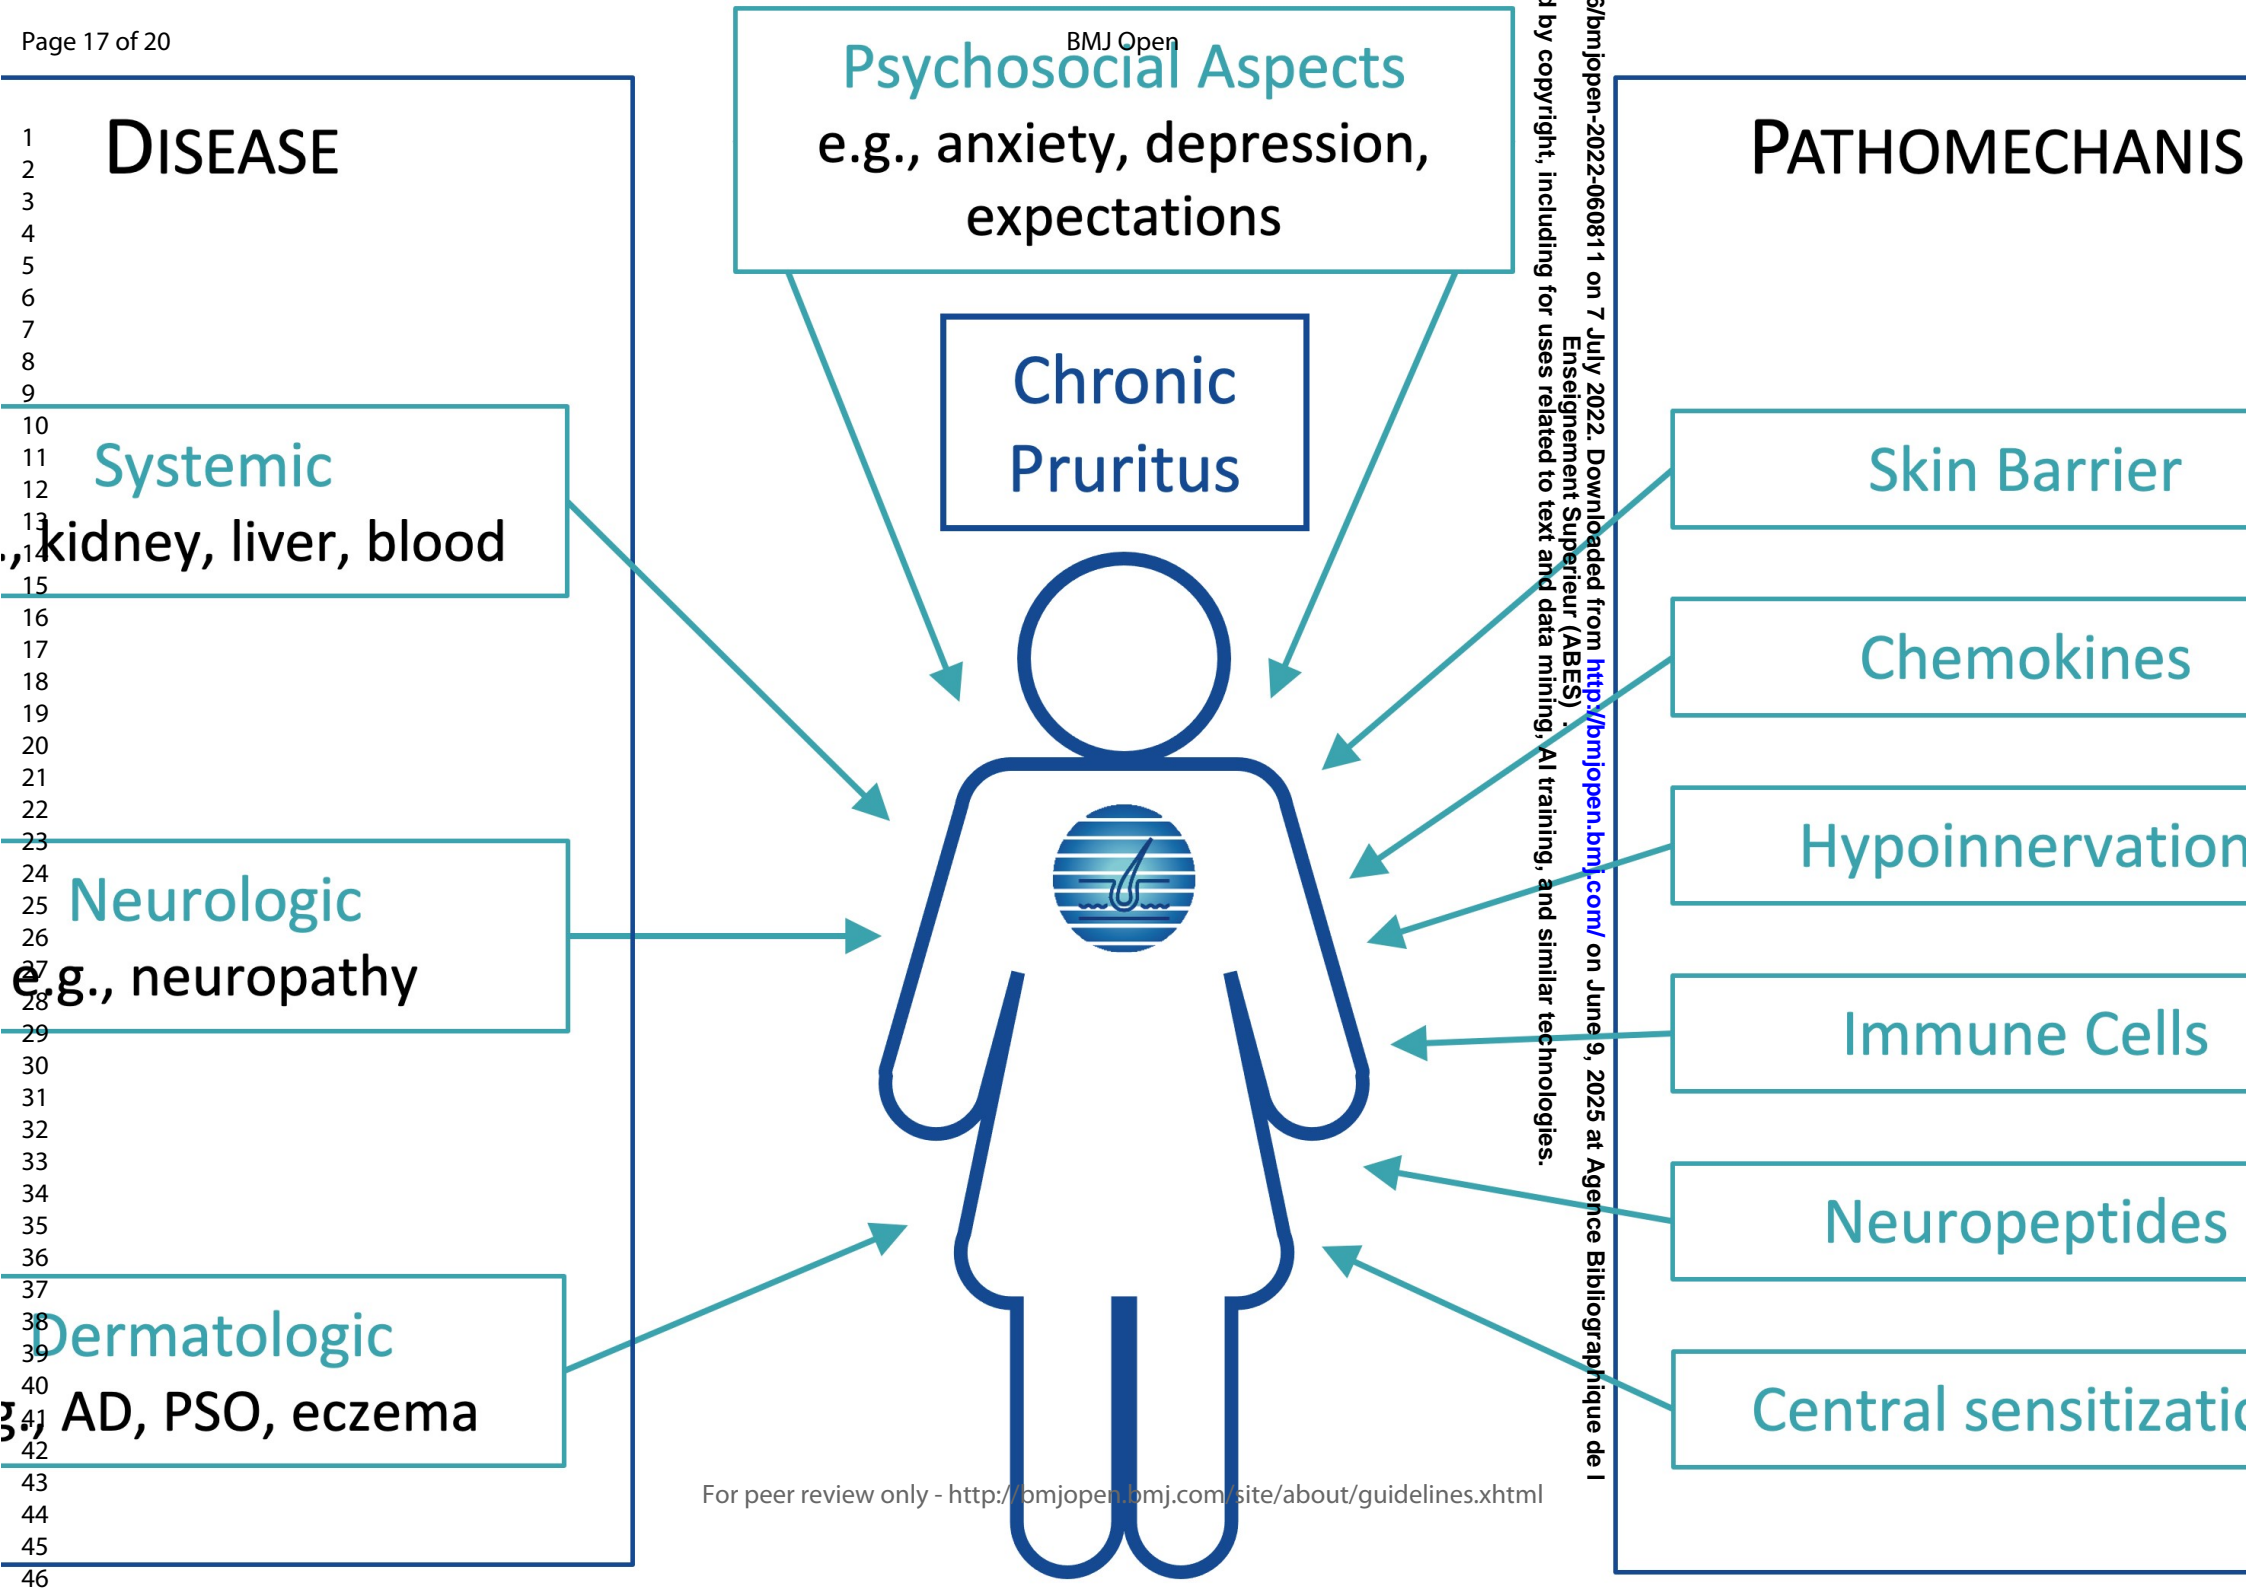 Page 17 of 20
BMJ Open
Psychosocial Aspects
e.g., anxiety, depression,
expectations
DISEASE
Systemic
kidney, liver, blood
Neurologic
e.g., neuropathy
Dermatologic
AD, PSO, eczema
Chronic
Pruritus
PATHOMECHANIS
Skin Barrier
Chemokines
Hypoinnervation
Immune Cells
Neuropeptides
Central sensitizatio
1
2
3
4
5
6
7
8
9
10
11
12
13
14
15
16
17
18
19
20
21
22
23
24
25
26
27
28
29
30
31
32
33
34
35
36
37
38
39
40
41
42
43
44
45
46
6/bmjopen-2022-060811 on 7 July 2022. Downloaded from http://bmjopen.bmj.com/ on June 9, 2025 at Agence Bibliographique de l
Enseignement Superieur (ABES) .
d by copyright, including for uses related to text and data mining, AI training, and similar technologies.
For peer review only - http://bmjopen.bmj.com/site/about/guidelines.xhtml